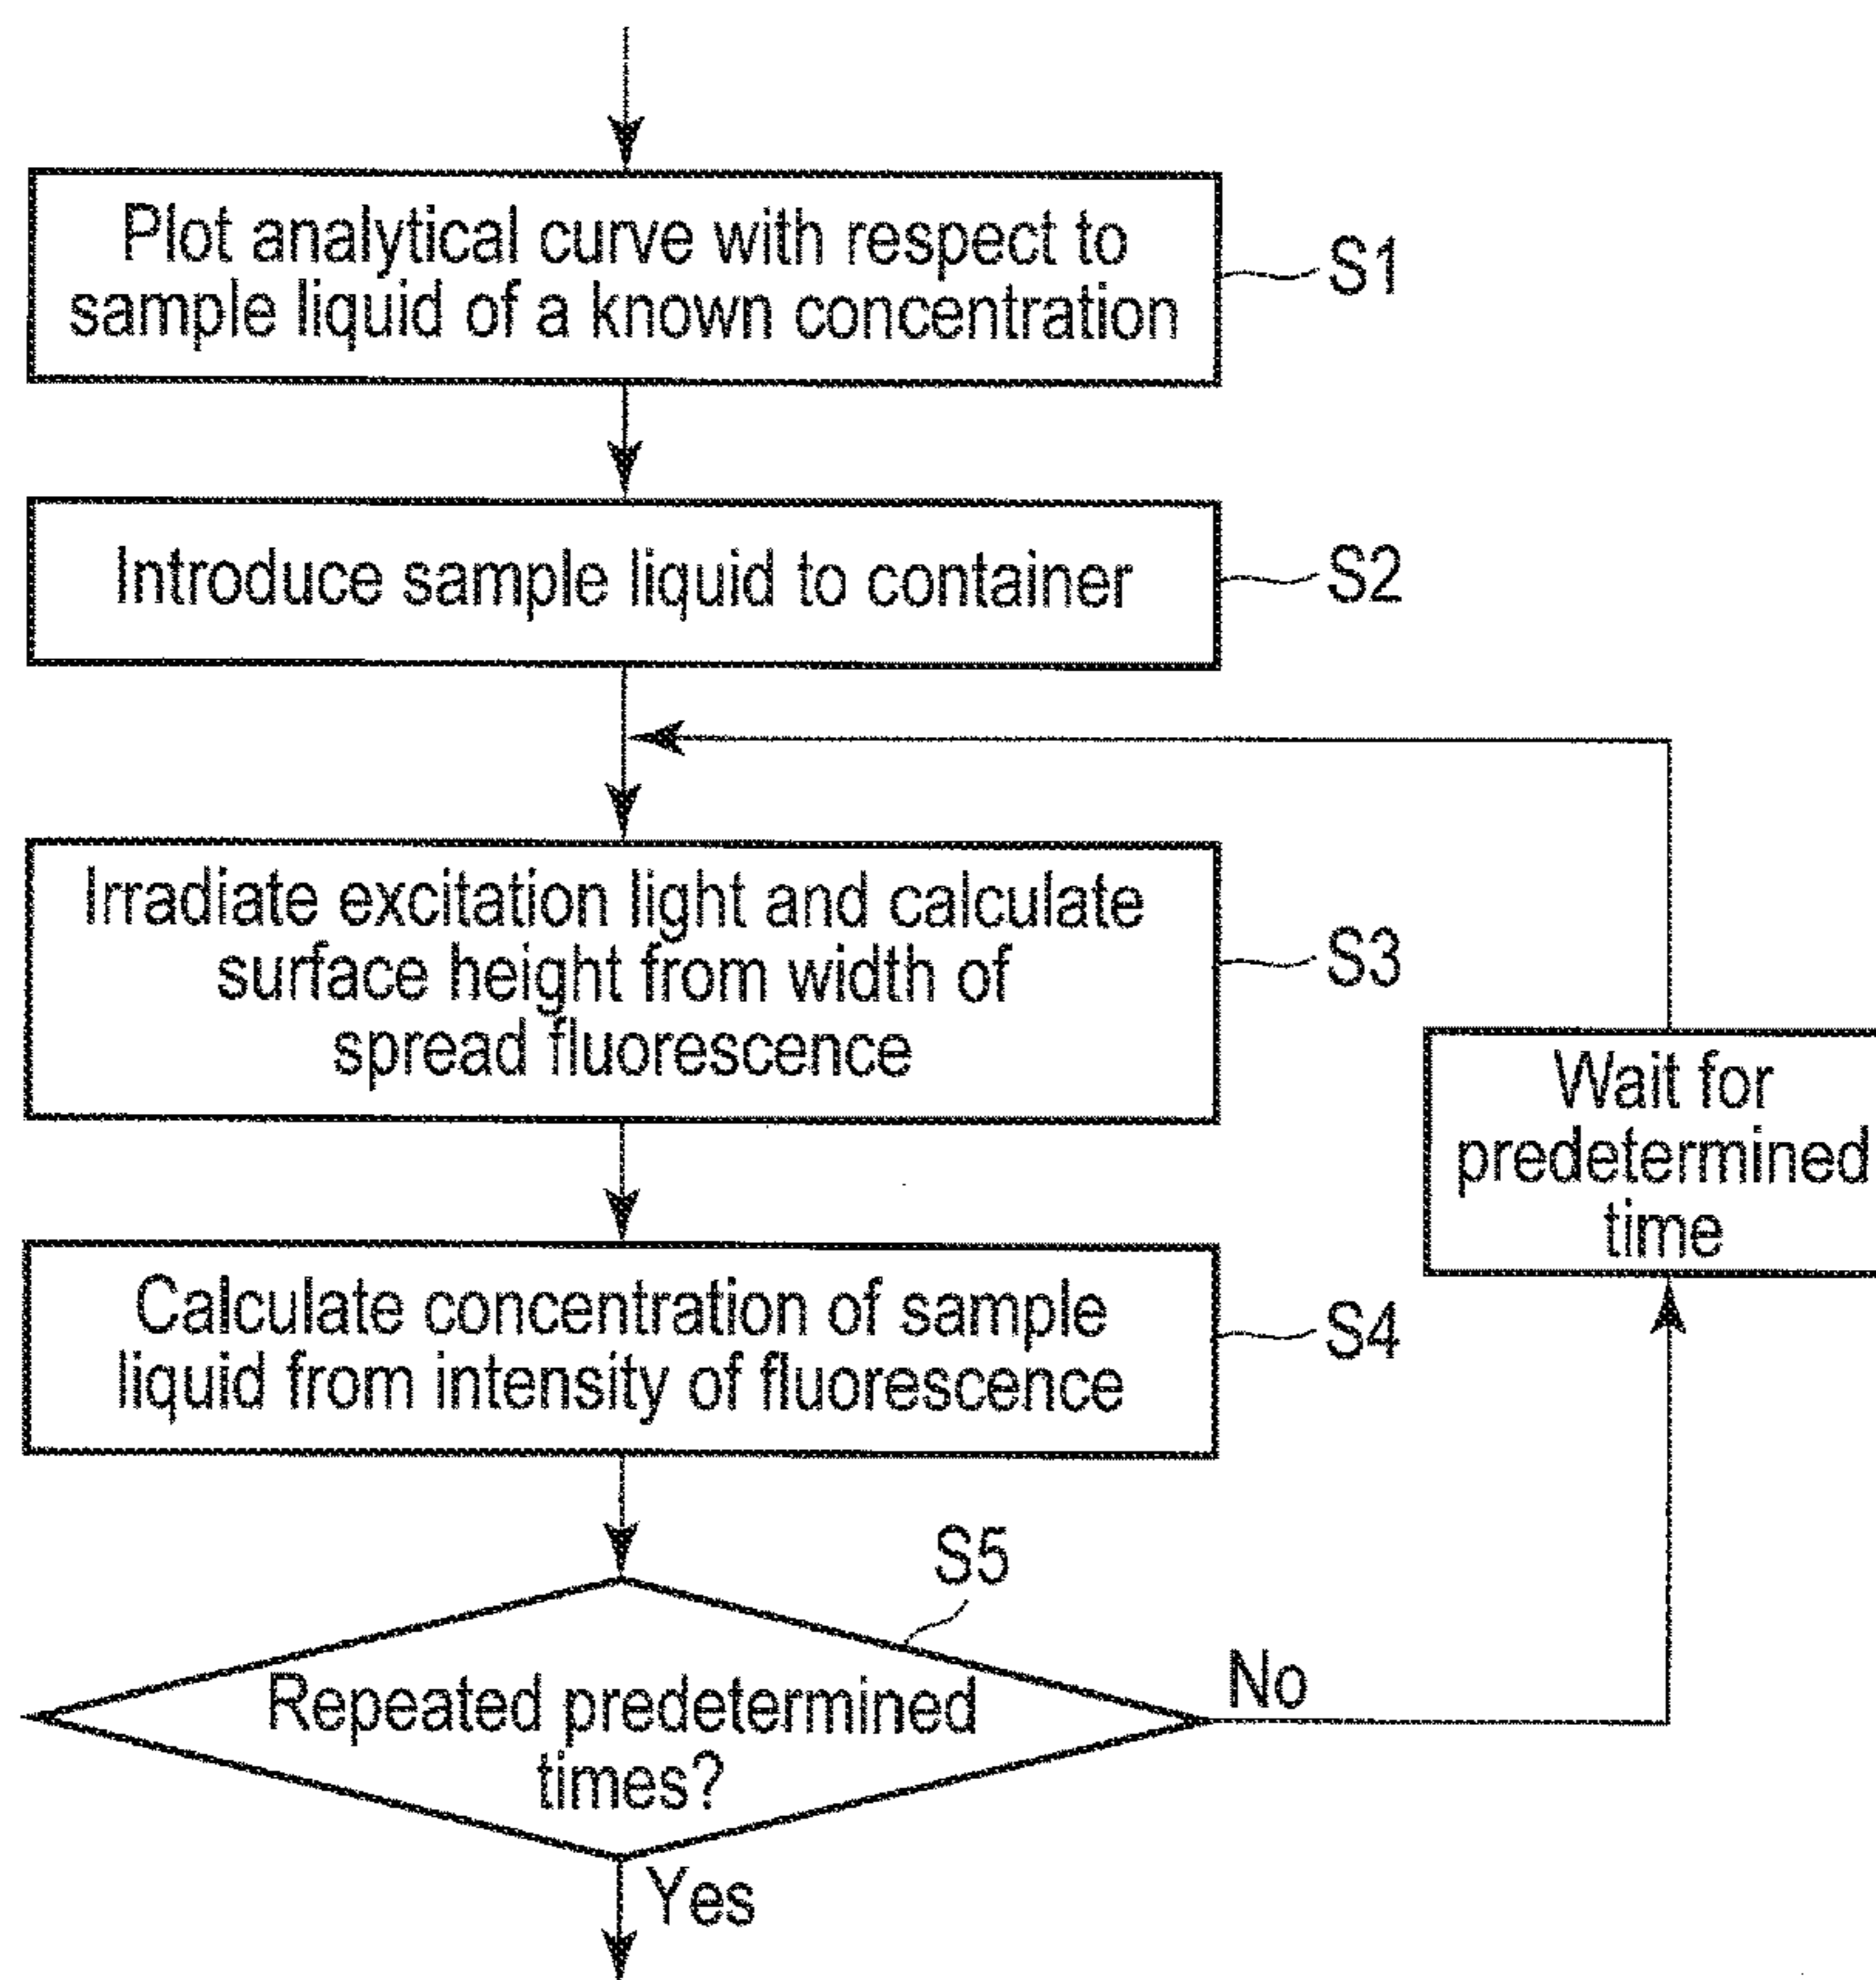 Plot analytical curve with respect to
sample liquid of a known concentration
S1
Introduce sample liquid to container
S2
Irradiate excitation light and calculate
surface height from width of
spread fluorescence
S3
Wait for
predetermined
time
Calculate concentration of sample
liquid from intensity of fluorescence
S4
S5
Repeated predetermined
times?
No
Yes